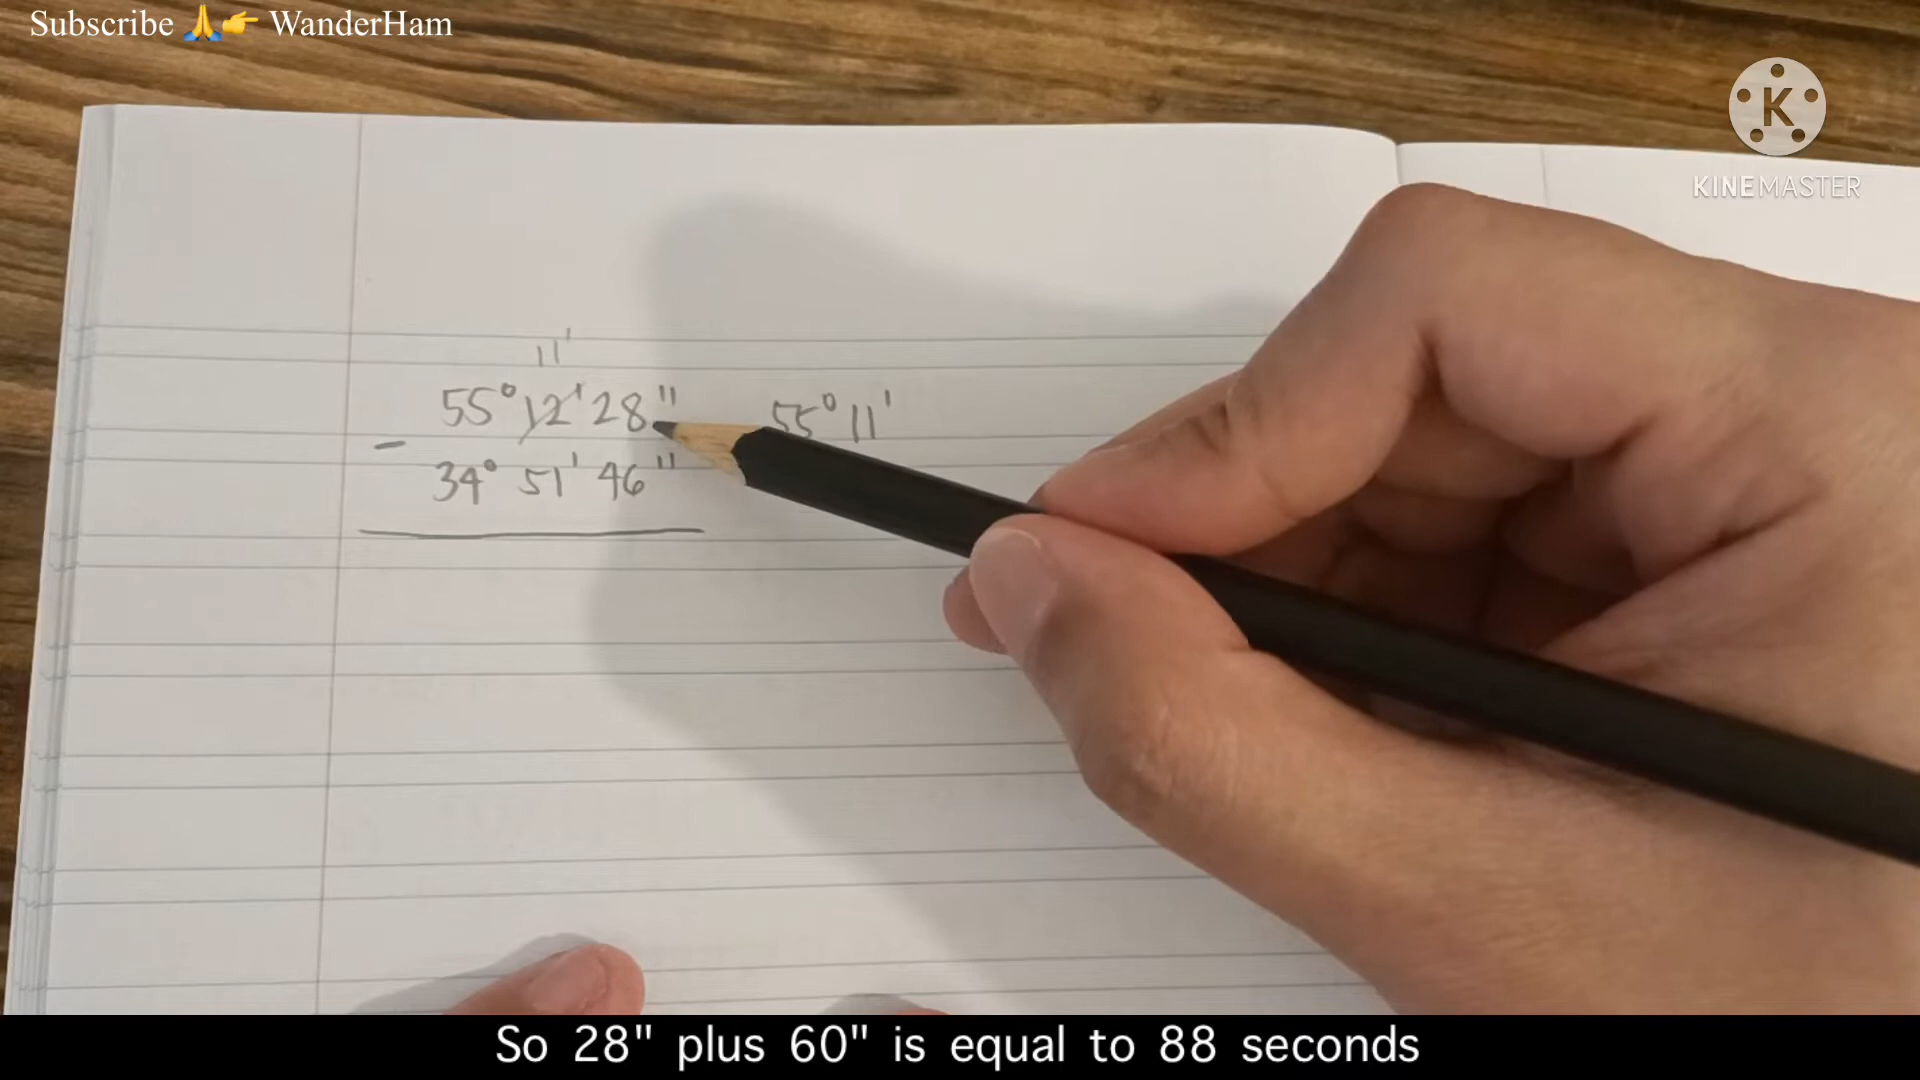 Subscribe 🙏👉 WanderHam
K
KINEMASTER
11'
55° 12' 28" 55° 11'
- 34° 51' 46"
So 28" plus 60" is equal to 88 seconds